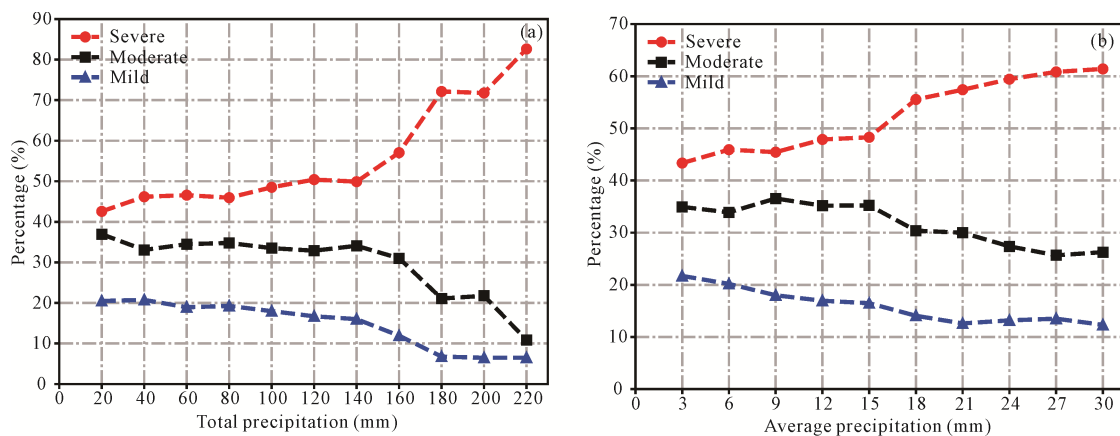 90
80
70
60
50
40
30
20
10
0
Percentage (%)
Severe
Moderate
Mild
(a)
0 20 40 60 80 100 120 140 160 180 200 220
Total precipitation (mm)
70
60
50
40
30
20
10
0
Percentage (%)
Severe
Moderate
Mild
(b)
0 3 6 9 12 15 18 21 24 27 30
Average precipitation (mm)